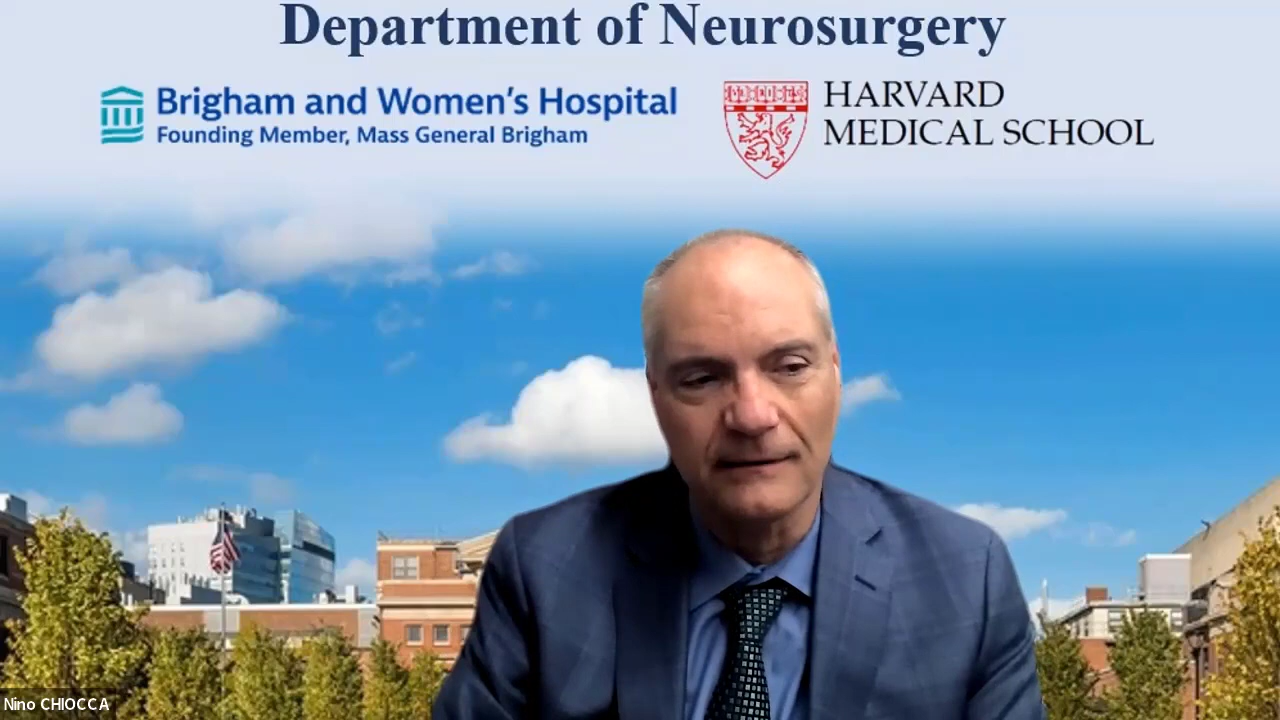 Department of Neurosurgery
Brigham and Women's Hospital
Founding Member, Mass General Brigham
HARVARD
MEDICAL SCHOOL
Nino CHIOCCA